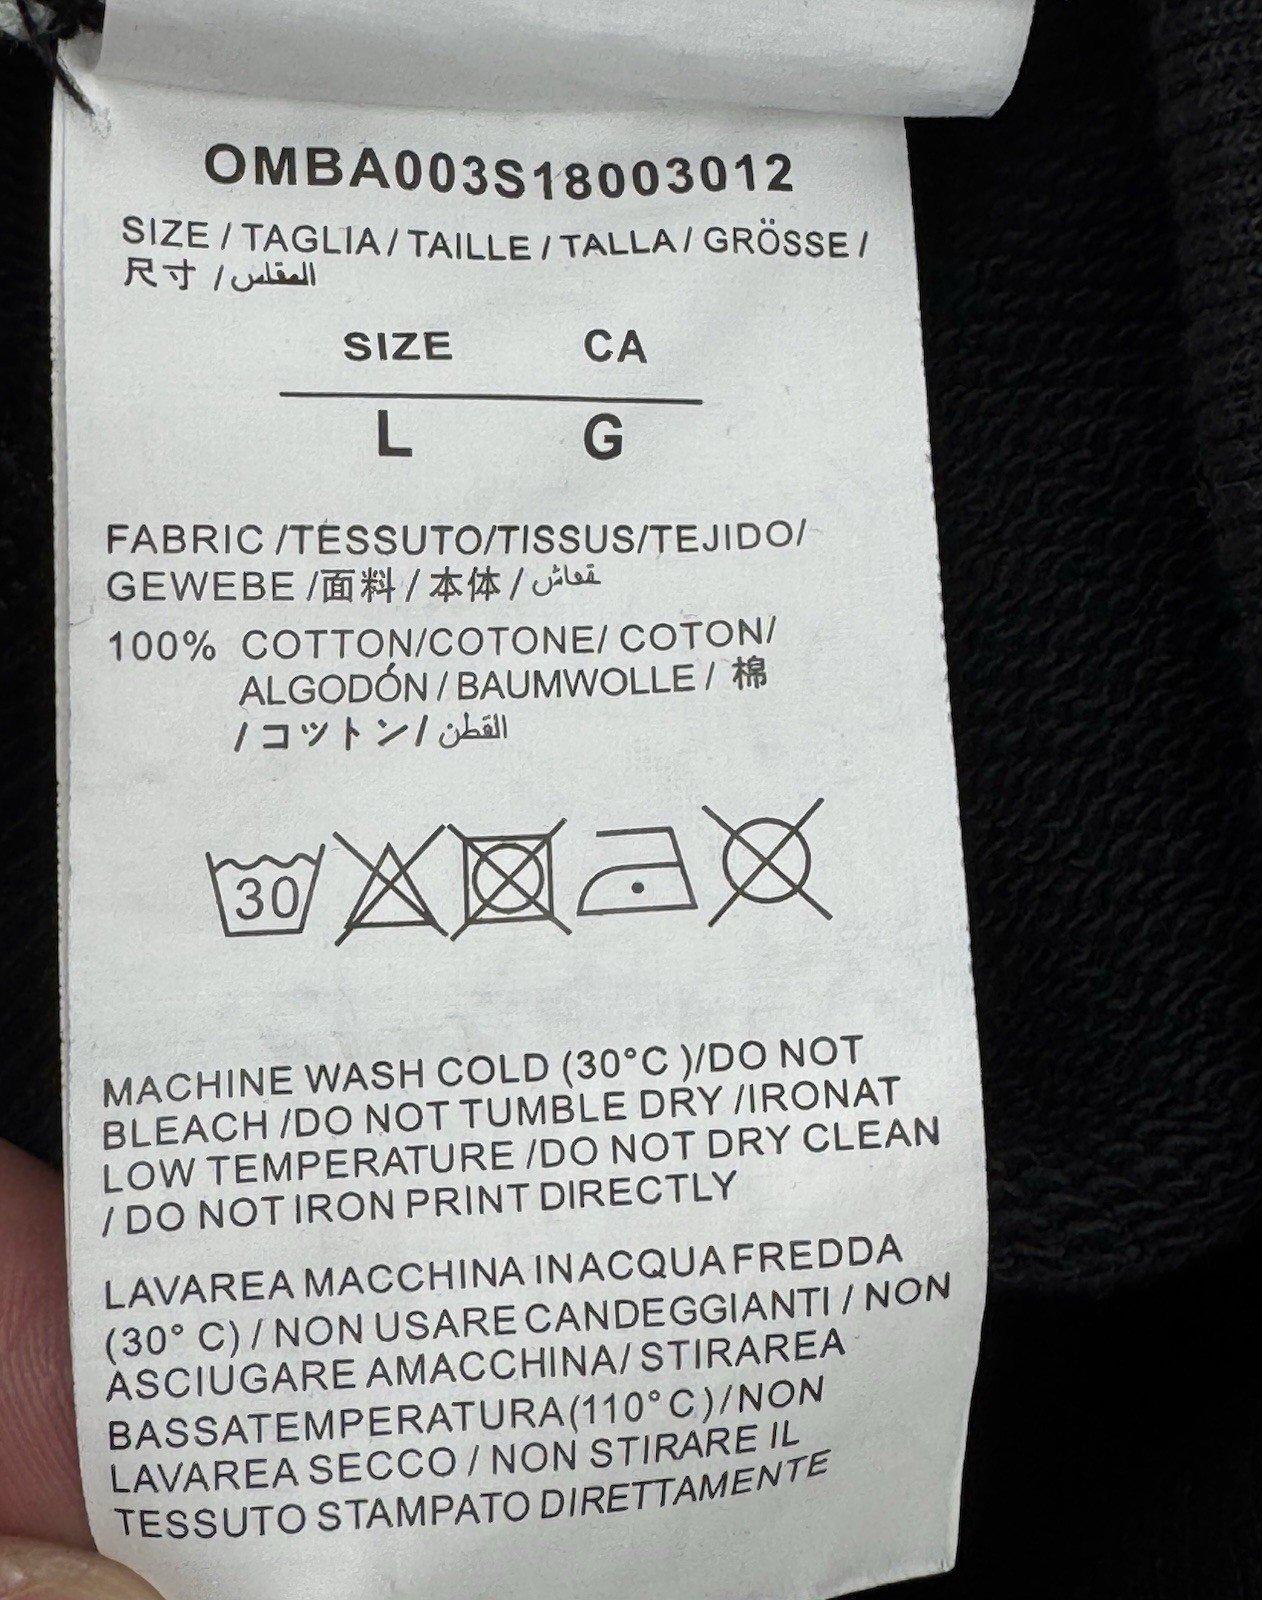 OMBA003S18003012
SIZE / TAGLIA / TAILLE / TALLA / GRÖSSE /
尺寸 / المقاس
SIZE CA
L G
FABRIC /TESSUTO/TISSUS/TEJIDO/
GEWEBE /面料 / 本体 / قماش
100% COTTON/COTONE/ COTON/
ALGODÓN / BAUMWOLLE / 棉
/ コットン / القطن
30
MACHINE WASH COLD (30°C )/DO NOT
BLEACH /DO NOT TUMBLE DRY /IRONAT
LOW TEMPERATURE /DO NOT DRY CLEAN
/ DO NOT IRON PRINT DIRECTLY
LAVAREA MACCHINA INACQUA FREDDA
(30° C) / NON USARE CANDEGGIANTI / NON
ASCIUGARE AMACCHINA/ STIRAREA
BASSATEMPERATURA(110°C)/NON
LAVAREA SECCO / NON STIRARE IL
TESSUTO STAMPATO DIRETTAMENTE